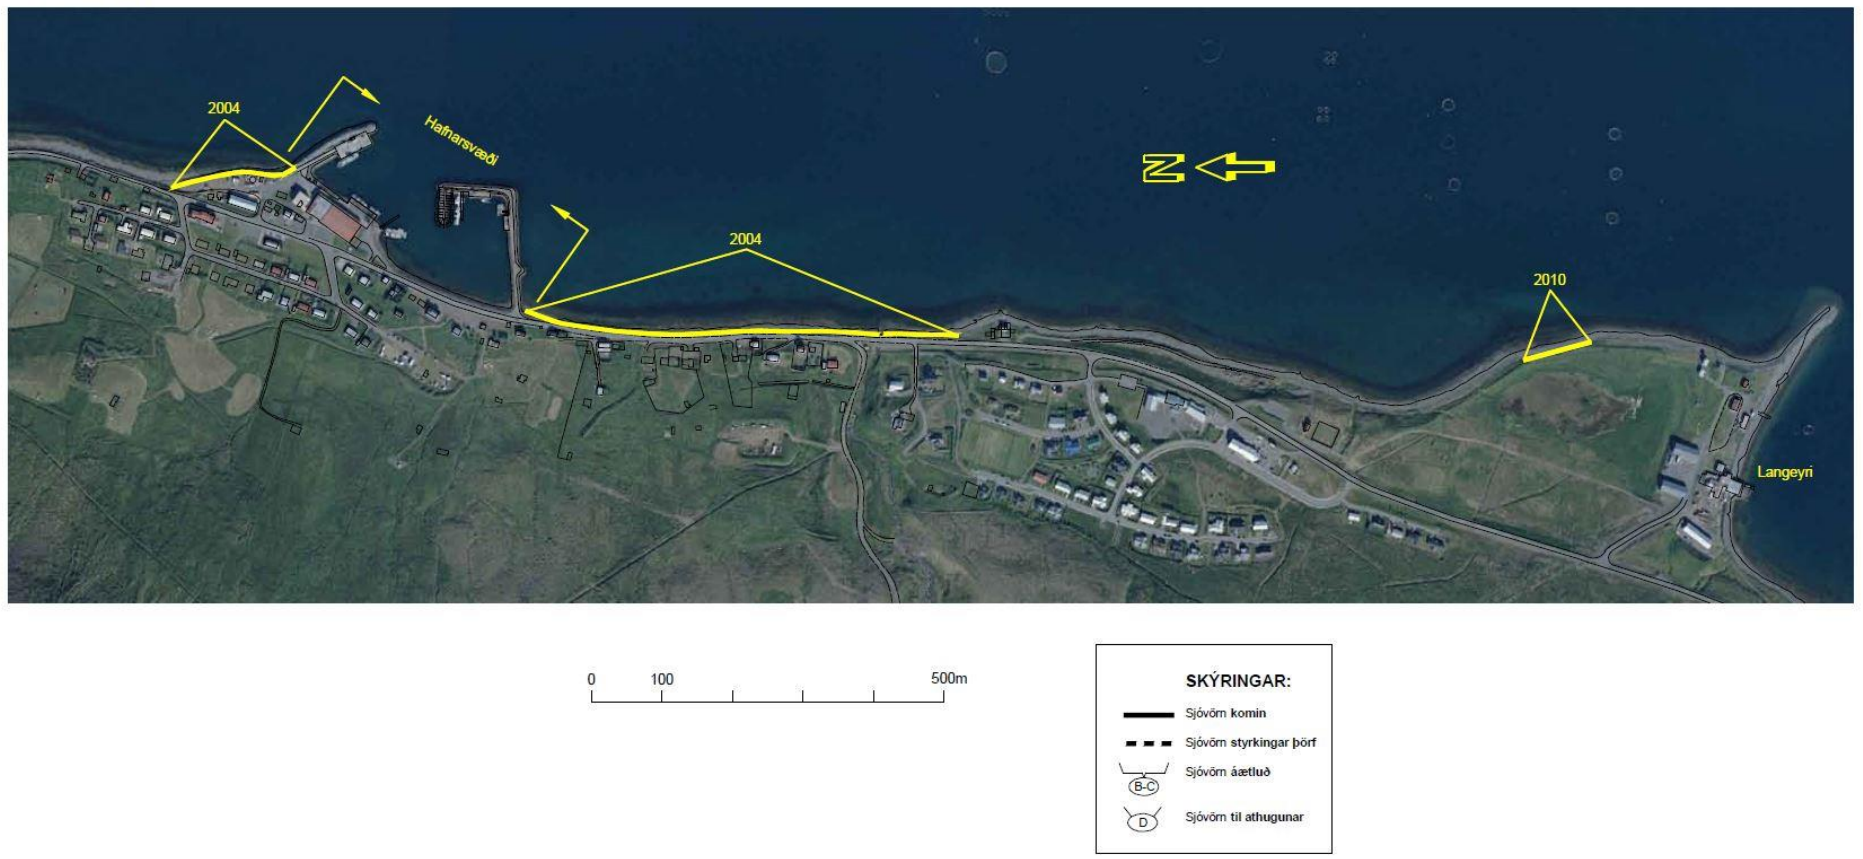 2004
Hafnarsvæði
N
2004
2010
Langeyri
0 100 500m
SKÝRINGAR:
Sjóvörn komin
Sjóvörn styrkingar þörf
Sjóvörn áætluð
B-C
Sjóvörn til athugunar
D